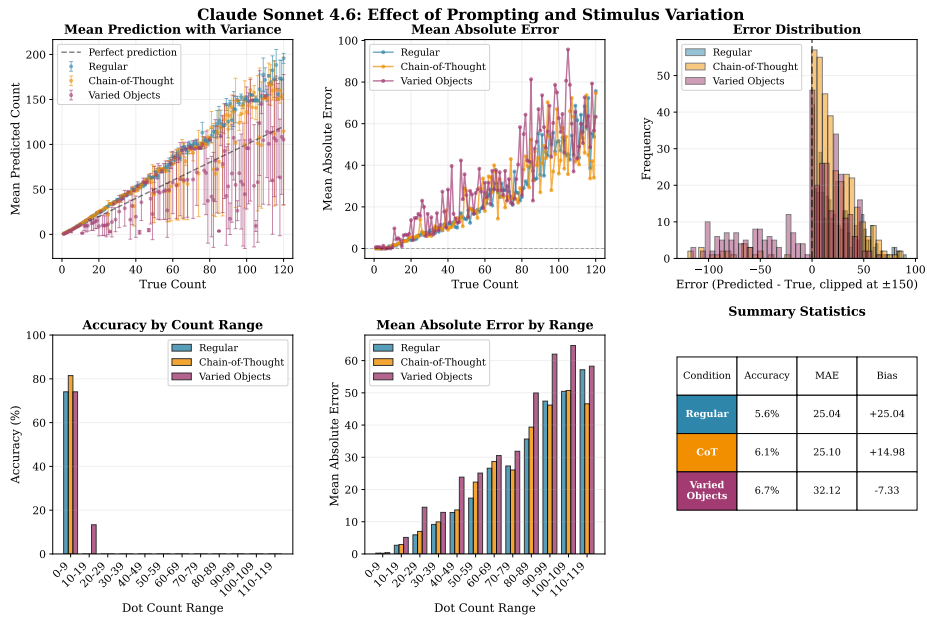 Claude Sonnet 4.6: Effect of Prompting and Stimulus Variation
Mean Prediction with Variance
Perfect prediction
Regular
Chain-of-Thought
Varied Objects
Mean Predicted Count
200
150
100
50
0
0
20
40
60
80
100
120
True Count
Mean Absolute Error
Regular
Chain-of-Thought
Varied Objects
Mean Absolute Error
100
80
60
40
20
0
0
20
40
60
80
100
120
True Count
Error Distribution
Regular
Chain-of-Thought
Varied Objects
Frequency
50
40
30
20
10
0
−100
−50
0
50
100
Error (Predicted - True, clipped at ±150)
Accuracy by Count Range
Regular
Chain-of-Thought
Varied Objects
Accuracy (%)
100
80
60
40
20
0
0-9
10-19
20-29
30-39
40-49
50-59
60-69
70-79
80-89
90-99
100-109
110-119
Dot Count Range
Mean Absolute Error by Range
Regular
Chain-of-Thought
Varied Objects
Mean Absolute Error
60
50
40
30
20
10
0
0-9
10-19
20-29
30-39
40-49
50-59
60-69
70-79
80-89
90-99
100-109
110-119
Dot Count Range
Summary Statistics
Condition Accuracy MAE Bias
Regular 5.6% 25.04 +25.04
CoT 6.1% 25.10 +14.98
Varied
Objects 6.7% 32.12 -7.33